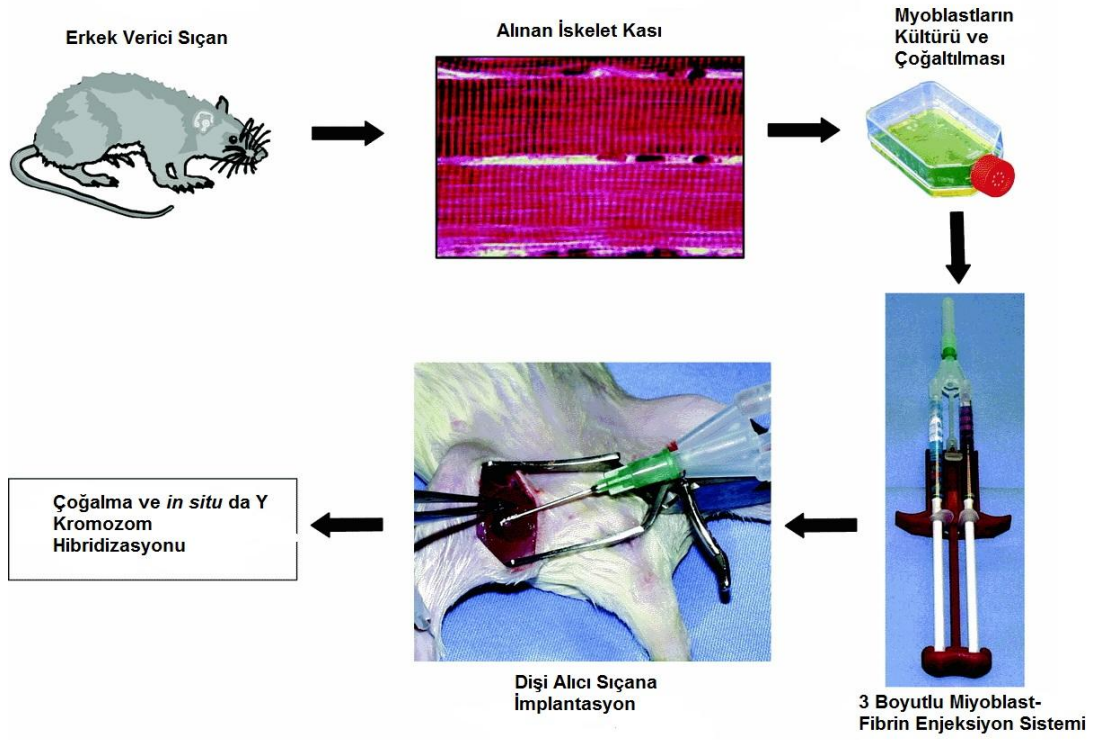 Erkek Verici Sıçan
Alınan İskelet Kası
Myoblastların
Kültürü ve
Çoğaltılması
3 Boyutlu Miyoblast-
Fibrin Enjeksiyon Sistemi
Dişi Alıcı Sıçana
İmplantasyon
Çoğalma ve in situ da Y
Kromozom
Hibridizasyonu